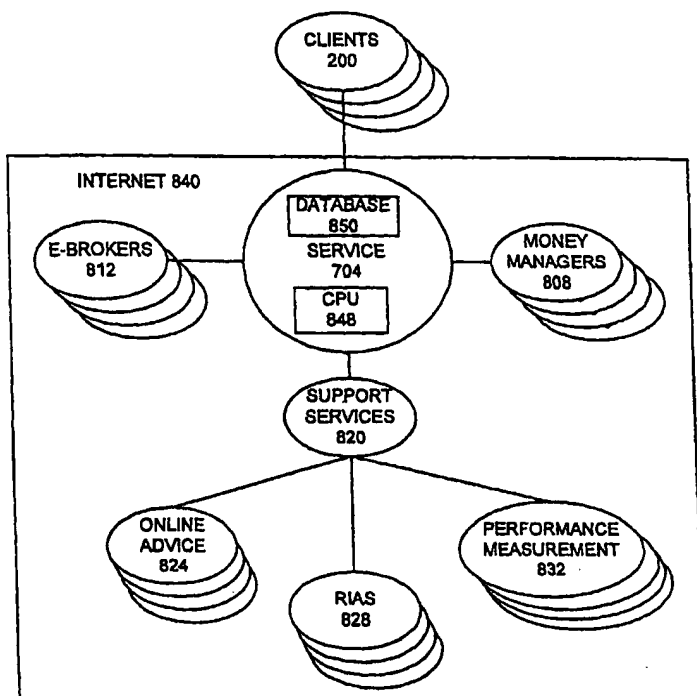 CLIENTS
200
INTERNET 840
DATABASE
850
SERVICE
704
CPU
848
E-BROKERS
812
MONEY
MANAGERS
808
SUPPORT
SERVICES
820
ONLINE
ADVICE
824
RIAS
828
PERFORMANCE
MEASUREMENT
832